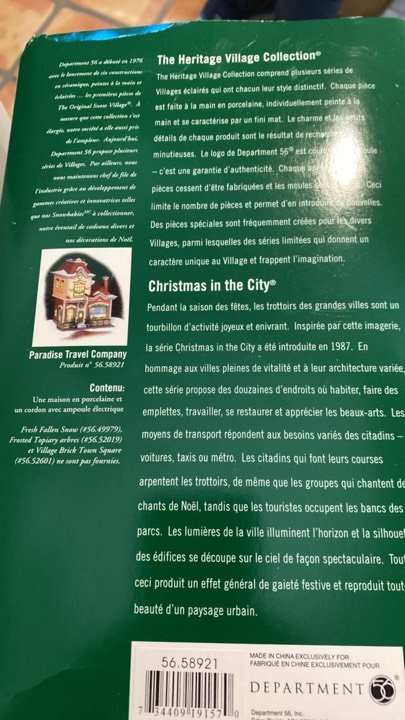 Department 56 a débuté en 1976
avec le lancement de six constructions
en céramique, peintes à la main et
éclairées ... les premières pièces de
The Original Snow Village®. À
mesure que cette collection s'est
élargie, notre société a elle aussi pris
de l'ampleur. Aujourd'hui,
Department 56 propose plusieurs
séries de Villages. Par ailleurs, nous
nous maintenons chef de file de
l'industrie grâce au développement de
gammes créatives et innovatrices telles
que nos SnowbabiesMC à collectionner,
notre éventail de cadeaux divers et
nos décorations de Noël.
Paradise Travel Company
Produit n° 56.58921
Contenu:
Une maison en porcelaine et
un cordon avec ampoule électrique
Fresh Fallen Snow (#56.49979),
Frosted Topiary arbres (#56.52019)
et Village Brick Town Square
(#56.52601) ne sont pas fournies.
The Heritage Village Collection®
The Heritage Village Collection comprend plusieurs séries de
Villages éclairés qui ont chacun leur style distinctif. Chaque pièce
est faite à la main en porcelaine, individuellement peinte à la
main et se caractérise par un fini mat. Le charme et les
détails de chaque produit sont le résultat de
minutieuses. Le logo de Department 56® est
– c'est une garantie d'authenticité. Chaque
pièces cessent d'être fabriquées et les moules Ceci
limite le nombre de pièces et permet d'en introduire de nouvelles.
Des pièces spéciales sont fréquemment créées pour les divers
Villages, parmi lesquelles des séries limitées qui donnent un
caractère unique au Village et frappent l'imagination.
Christmas in the City®
Pendant la saison des fêtes, les trottoirs des grandes villes sont un
tourbillon d'activité joyeux et enivrant. Inspirée par cette imagerie,
la série Christmas in the City a été introduite en 1987. En
hommage aux villes pleines de vitalité et à leur architecture variée,
cette série propose des douzaines d'endroits où habiter, faire des
emplettes, travailler, se restaurer et apprécier les beaux-arts. Les
moyens de transport répondent aux besoins variés des citadins –
voitures, taxis ou métro. Les citadins qui font leurs courses
arpentent les trottoirs, de même que les groupes qui chantent de
chants de Noël, tandis que les touristes occupent les bancs des
parcs. Les lumières de la ville illuminent l'horizon et la silhoue
des édifices se découpe sur le ciel de façon spectaculaire. Tou
ceci produit un effet général de gaieté festive et reproduit tout
beauté d'un paysage urbain.
56.58921
7 34409 19157 0
MADE IN CHINA EXCLUSIVELY FOR
FABRIQUÉ EN CHINE EXCLUSIVEMENT POUR
DEPARTMENT 56®
Department 56, Inc.